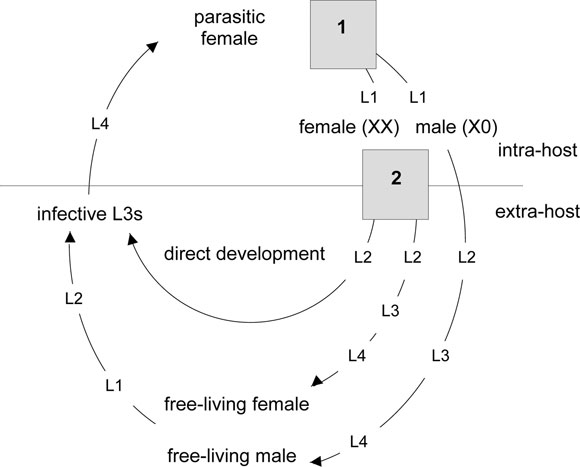 parasitic
female
1
L1 L1
L4
female (XX) male (X0)
intra-host
2
infective L3s
extra-host
direct development
L2 L2 L2
L2
L3
L3
L4
L1
free-living female
L4
free-living male